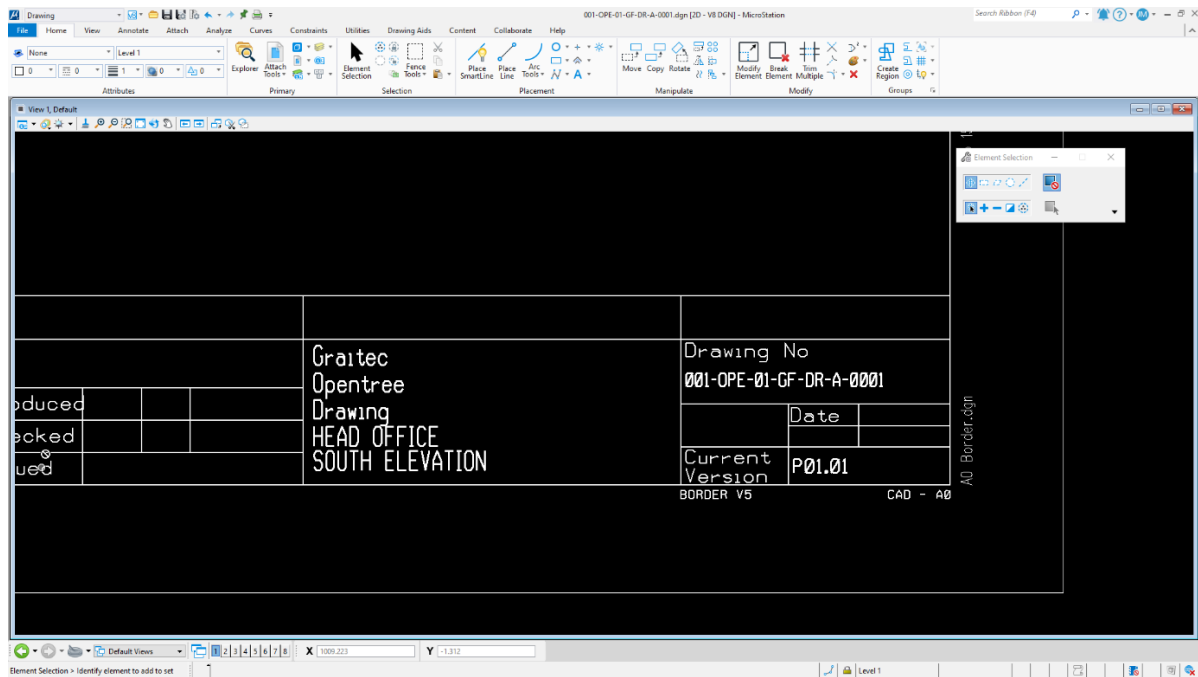 Drawing
001-OPE-01-GF-DR-A-0001.dgn [2D - V8 DGN] - MicroStation
Search Ribbon (F4)
IM
File Home View Annotate Attach Analyze Curves Constraints Utilities Drawing Aids Content Collaborate Help
None
Level 1
0 0 1 0 0
Explorer
Attach Tools
Element Selection
Fence Tools
Place SmartLine
Place Line
Arc Tools
Move Copy Rotate
Modify Element
Break Element
Trim Multiple
Create Region
Attributes Primary Selection Placement Manipulate Modify Groups
View 1, Default
Element Selection
15
Graitec
Opentree
Drawing
HEAD OFFICE
SOUTH ELEVATION
oduced
ecked
ued
Drawing No
001-OPE-01-GF-DR-A-0001
Date
Current
Version
P01.01
BORDER V5
CAD - A0
A0 Border.dgn
Default Views
1 2 3 4 5 6 7 8
X 1009.223
Y -1.312
Element Selection > Identify element to add to set
Level 1